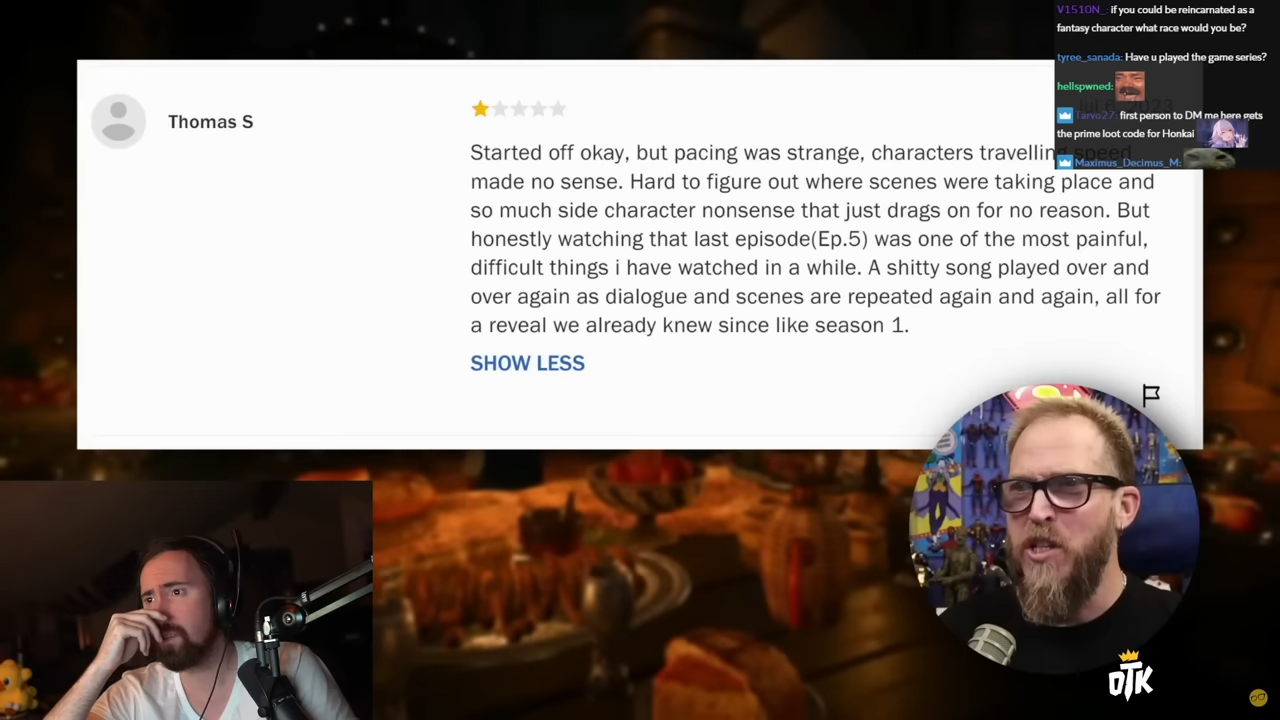 V1510N_: if you could be reincarnated as a
fantasy character what race would you be?
tyree_sanada: Have u played the game series?
hellspwned:
Tarvo27: first person to DM me here gets
the prime loot code for Honkai
Maximus_Decimus_M:
Thomas S
2023
Started off okay, but pacing was strange, characters travelling speed
made no sense. Hard to figure out where scenes were taking place and
so much side character nonsense that just drags on for no reason. But
honestly watching that last episode(Ep.5) was one of the most painful,
difficult things i have watched in a while. A shitty song played over and
over again as dialogue and scenes are repeated again and again, all for
a reveal we already knew since like season 1.
SHOW LESS
OTK